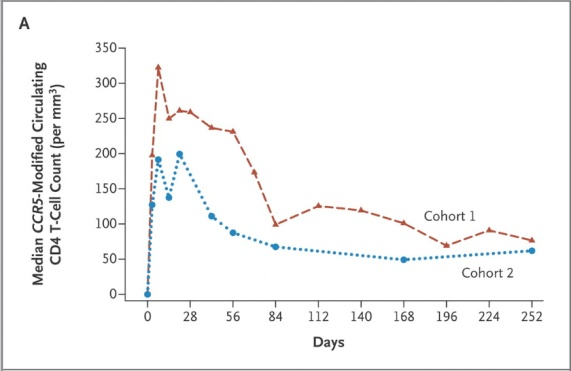 A
Median CCR5-Modified Circulating
CD4 T-Cell Count (per mm³)
350
300
250
200
150
100
50
0
Cohort 1
Cohort 2
0 28 56 84 112 140 168 196 224 252
Days